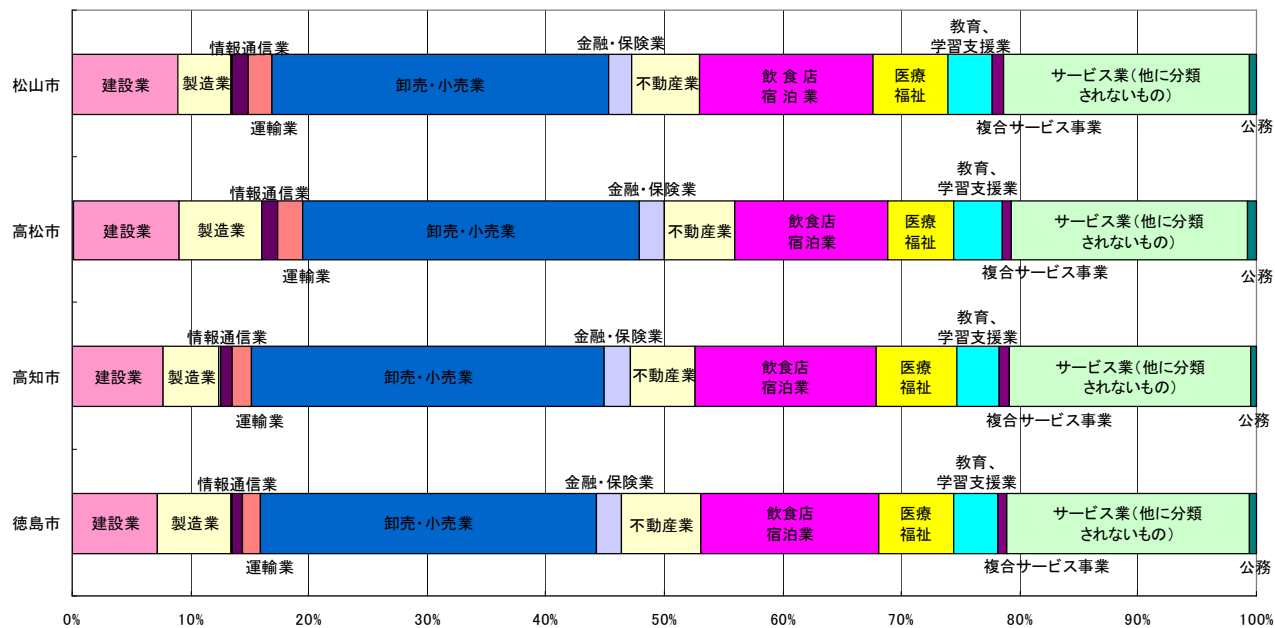 教育、
学習支援業
情報通信業
金融・保険業
松山市
建設業
製造業
卸売・小売業
不動産業
飲 食 店
宿 泊 業
医療
福祉
サービス業（他に分類
されないもの）
運輸業
複合サービス事業
公務
教育、
学習支援業
情報通信業
金融・保険業
高松市
建設業
製造業
卸売・小売業
不動産業
飲食店
宿泊業
医療
福祉
サービス業（他に分類
されないもの）
運輸業
複合サービス事業
公務
教育、
学習支援業
情報通信業
金融・保険業
高知市
建設業
製造業
卸売・小売業
不動産業
飲食店
宿泊業
医療
福祉
サービス業（他に分類
されないもの）
運輸業
複合サービス事業
公務
教育、
学習支援業
情報通信業
金融・保険業
徳島市
建設業
製造業
卸売・小売業
不動産業
飲食店
宿泊業
医療
福祉
サービス業（他に分類
されないもの）
運輸業
複合サービス事業
公務
0% 10% 20% 30% 40% 50% 60% 70% 80% 90% 100%